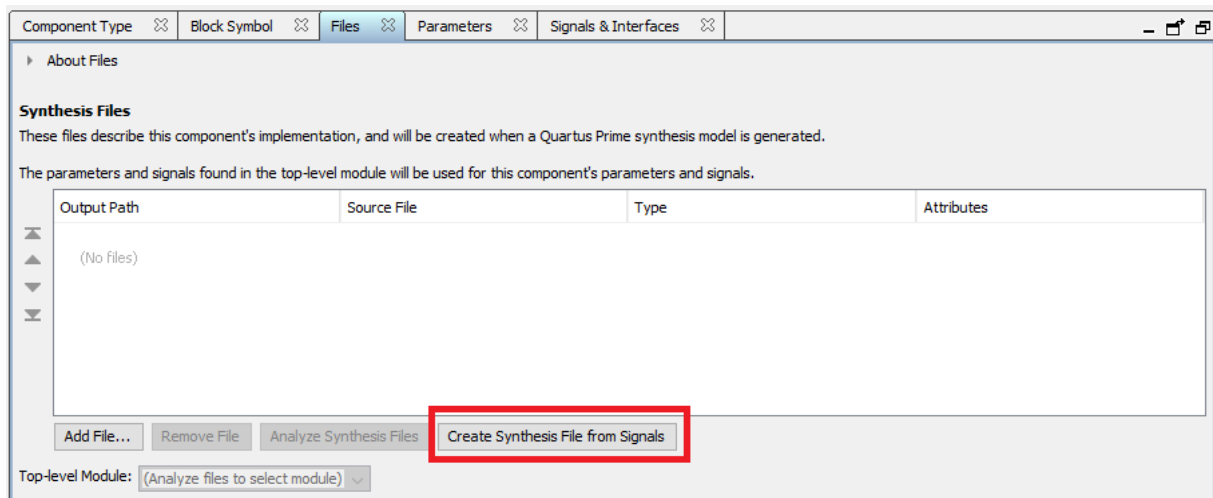 Component Type Block Symbol Files Parameters Signals & Interfaces
About Files
Synthesis Files
These files describe this component's implementation, and will be created when a Quartus Prime synthesis model is generated.
The parameters and signals found in the top-level module will be used for this component's parameters and signals.
Output Path Source File Type Attributes
(No files)
Add File... Remove File Analyze Synthesis Files Create Synthesis File from Signals
Top-level Module: (Analyze files to select module)